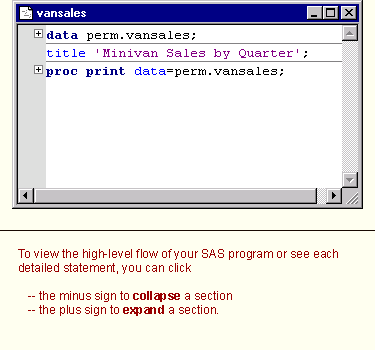 vansales
data perm.vansales;
title 'Minivan Sales by Quarter';
proc print data=perm.vansales;
To view the high-level flow of your SAS program or see each
detailed statement, you can click
-- the minus sign to collapse a section
-- the plus sign to expand a section.